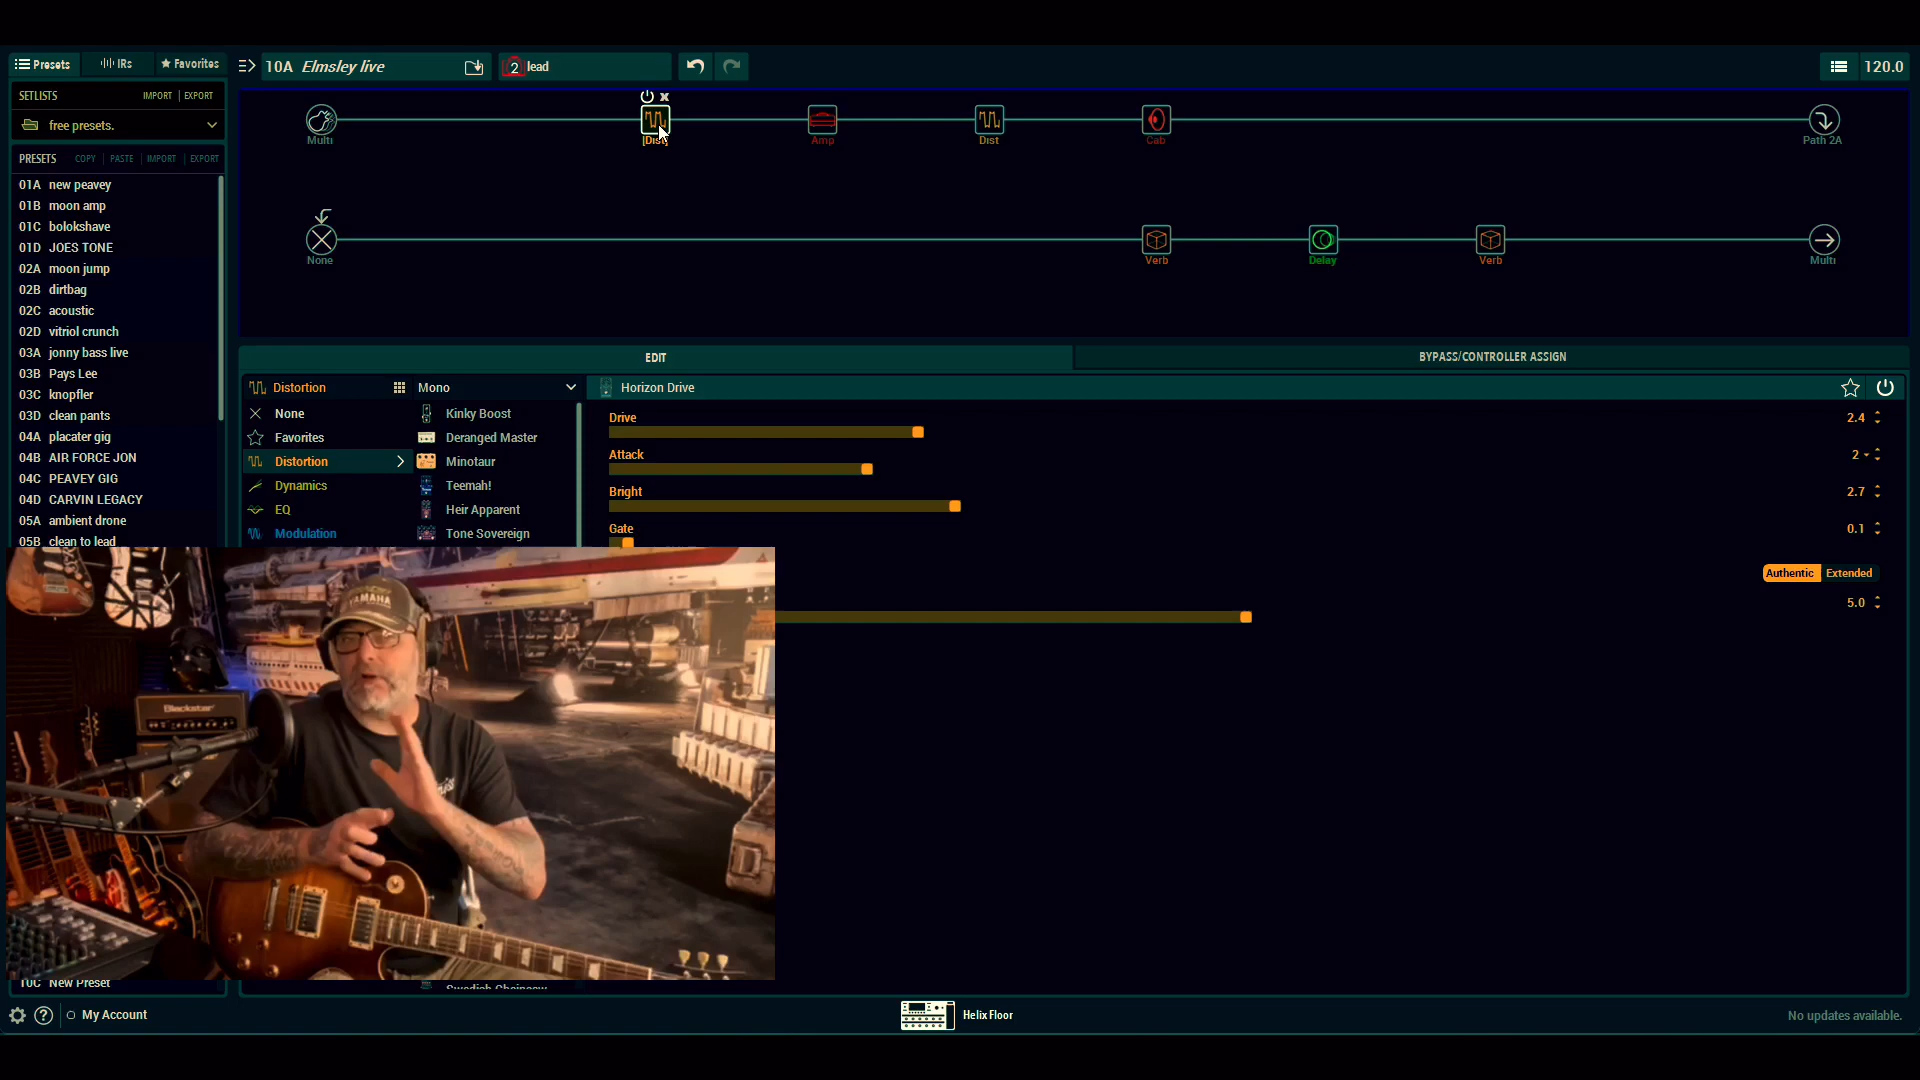 Presets
IRs
Favorites
10A Elmsley live
2 lead
120.0
SETLISTS
IMPORT | EXPORT
free presets.
PRESETS
COPY | PASTE | IMPORT | EXPORT
01A new peavey
01B moon amp
01C bolokshave
01D JOES TONE
02A moon jump
02B dirtbag
02C acoustic
02D vitriol crunch
03A jonny bass live
03B Pays Lee
03C knopfler
03D clean pants
04A placater gig
04B AIR FORCE JON
04C PEAVEY GIG
04D CARVIN LEGACY
05A ambient drone
05B clean to lead
10C New Preset
x
Multi
[Dist]
Amp
Dist
Cab
Path 2A
None
Verb
Delay
Verb
Multi
EDIT
BYPASS/CONTROLLER ASSIGN
Distortion
Mono
None
Favorites
Distortion
Dynamics
EQ
Modulation
Kinky Boost
Deranged Master
Minotaur
Teemah!
Heir Apparent
Tone Sovereign
Swedish Chainsaw
Horizon Drive
Drive
2.4
Attack
2
Bright
2.7
Gate
0.1
Authentic
Extended
5.0
YAMAHA
Blackstar
My Account
Helix Floor
No updates available.